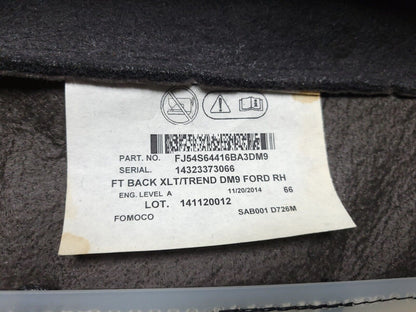 PART. NO. FJ54S64416BA3DM9
SERIAL. 14323373066
FT BACK XLT/TREND DM9 FORD RH
ENG. LEVEL A 11/20/2014 66
LOT. 141120012
FOMOCO SAB001 D726M